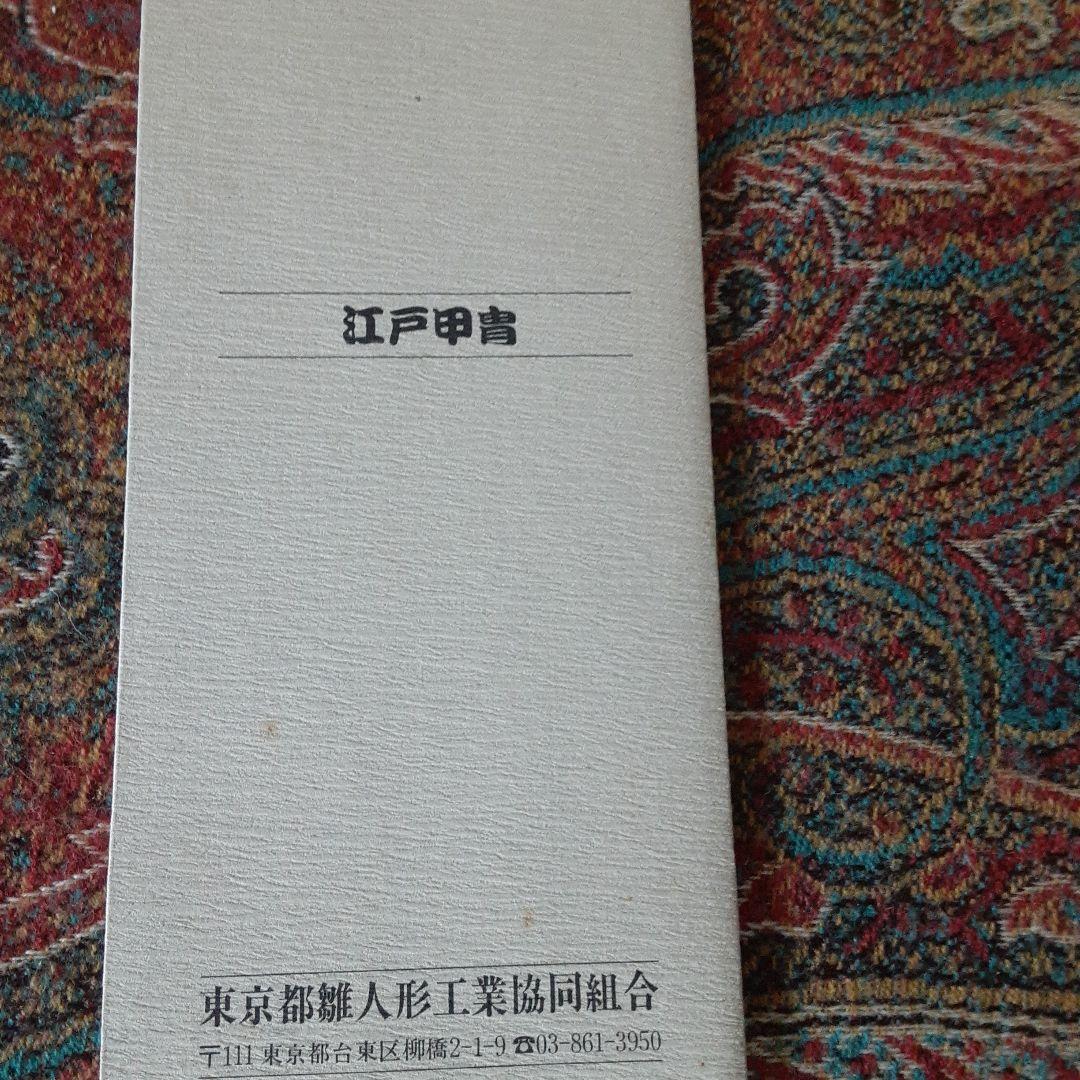 江戸甲冑
東京都雛人形工業協同組合
〒111 東京都台東区柳橋2-1-9 ☎03-861-3950